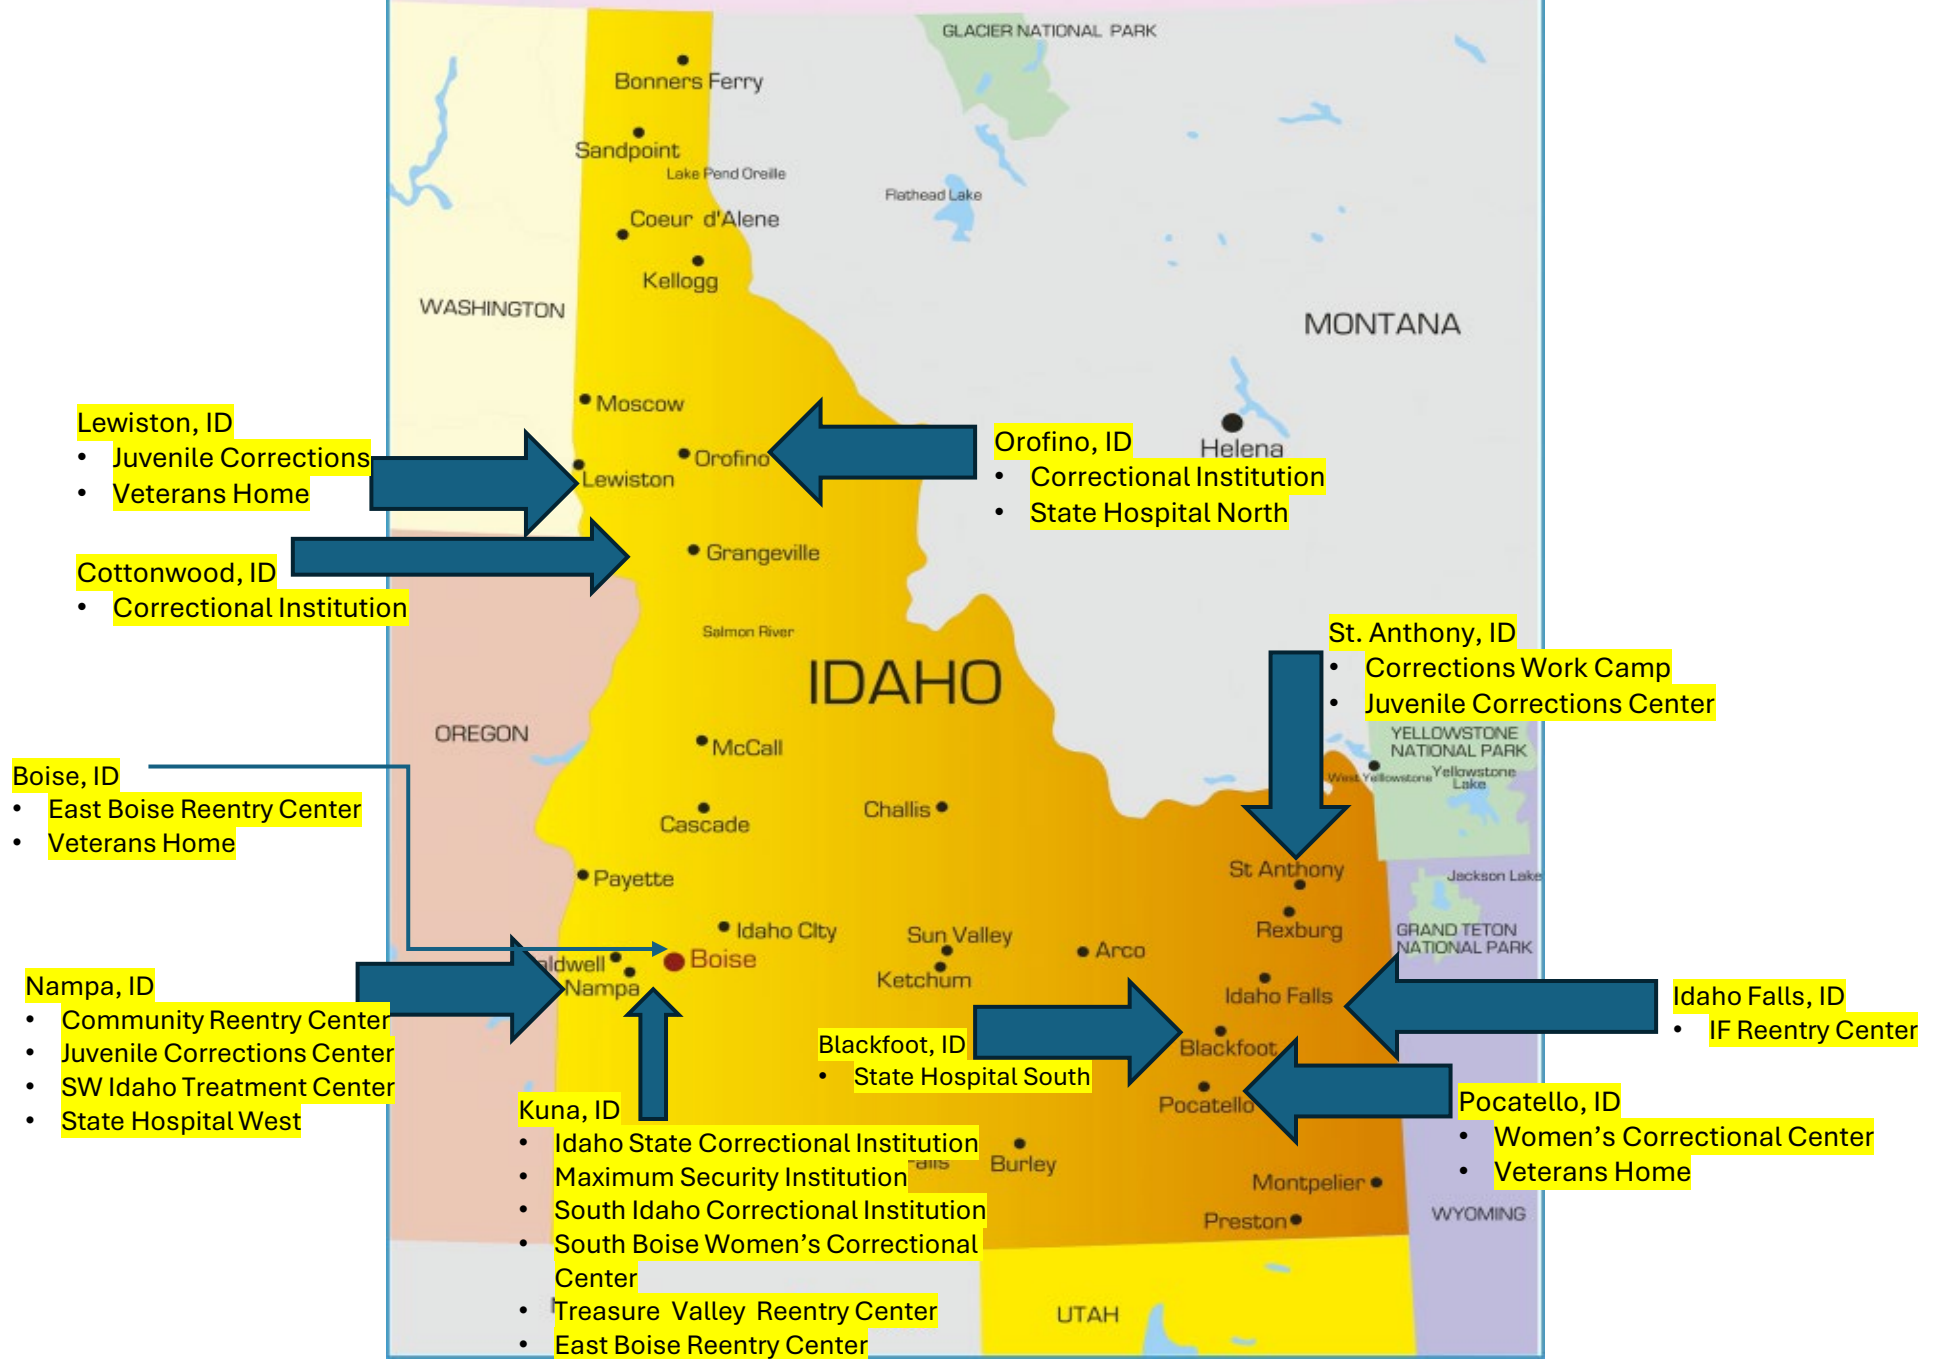 GLACIER NATIONAL PARK
Bonners Ferry
Sandpoint
Lake Pend Oreille
Flathead Lake
Coeur d'Alene
Kellogg
WASHINGTON
MONTANA
Moscow
Lewiston, ID
• Juvenile Corrections
• Veterans Home
Orofino
Lewiston
Orofino, ID
• Correctional Institution
• State Hospital North
Helena
Cottonwood, ID
• Correctional Institution
Grangeville
Salmon River
IDAHO
St. Anthony, ID
• Corrections Work Camp
• Juvenile Corrections Center
OREGON
McCall
YELLOWSTONE
NATIONAL PARK
West Yelllowstone
Yellowstone
Lake
Boise, ID
• East Boise Reentry Center
• Veterans Home
Challis
Cascade
Payette
St Anthony
Jackson Lake
Rexburg
GRAND TETON
NATIONAL PARK
Idaho CIty
Sun Valley
Ketchum
Arco
aldwell
Boise
Nampa
Nampa, ID
• Community Reentry Center
• Juvenile Corrections Center
• SW Idaho Treatment Center
• State Hospital West
Idaho Falls
Idaho Falls, ID
• IF Reentry Center
Blackfoot, ID
• State Hospital South
Blackfoot
Pocatello
Pocatello, ID
• Women’s Correctional Center
• Veterans Home
Kuna, ID
• Idaho State Correctional Institution
• Maximum Security Institution
• South Idaho Correctional Institution
• South Boise Women’s Correctional
Center
• Treasure Valley Reentry Center
• East Boise Reentry Center
Burley
Montpelier
Preston
WYOMING
UTAH